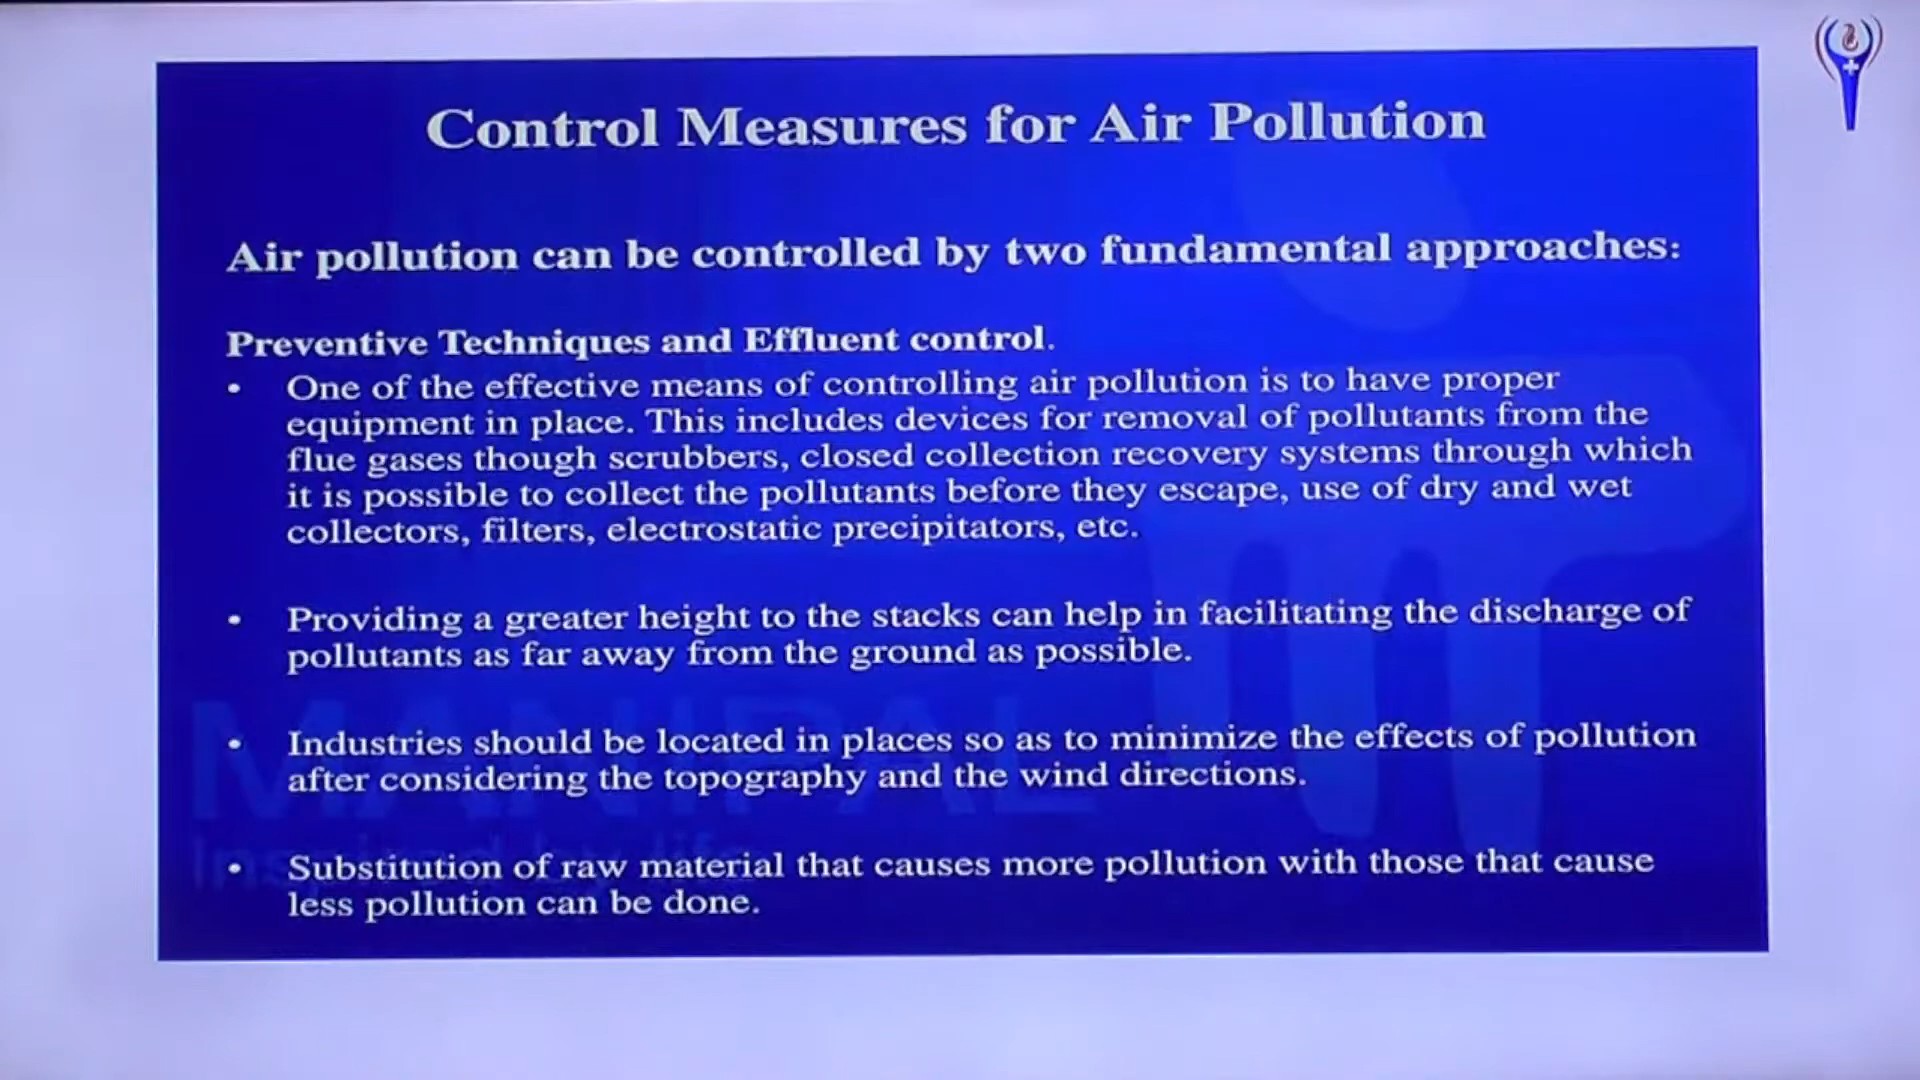 Control Measures for Air Pollution
Air pollution can be controlled by two fundamental approaches:
Preventive Techniques and Effluent control.
• One of the effective means of controlling air pollution is to have proper
equipment in place. This includes devices for removal of pollutants from the
flue gases though scrubbers, closed collection recovery systems through which
it is possible to collect the pollutants before they escape, use of dry and wet
collectors, filters, electrostatic precipitators, etc.
• Providing a greater height to the stacks can help in facilitating the discharge of
pollutants as far away from the ground as possible.
• Industries should be located in places so as to minimize the effects of pollution
after considering the topography and the wind directions.
• Substitution of raw material that causes more pollution with those that cause
less pollution can be done.
MANIPAL
Inspired by life